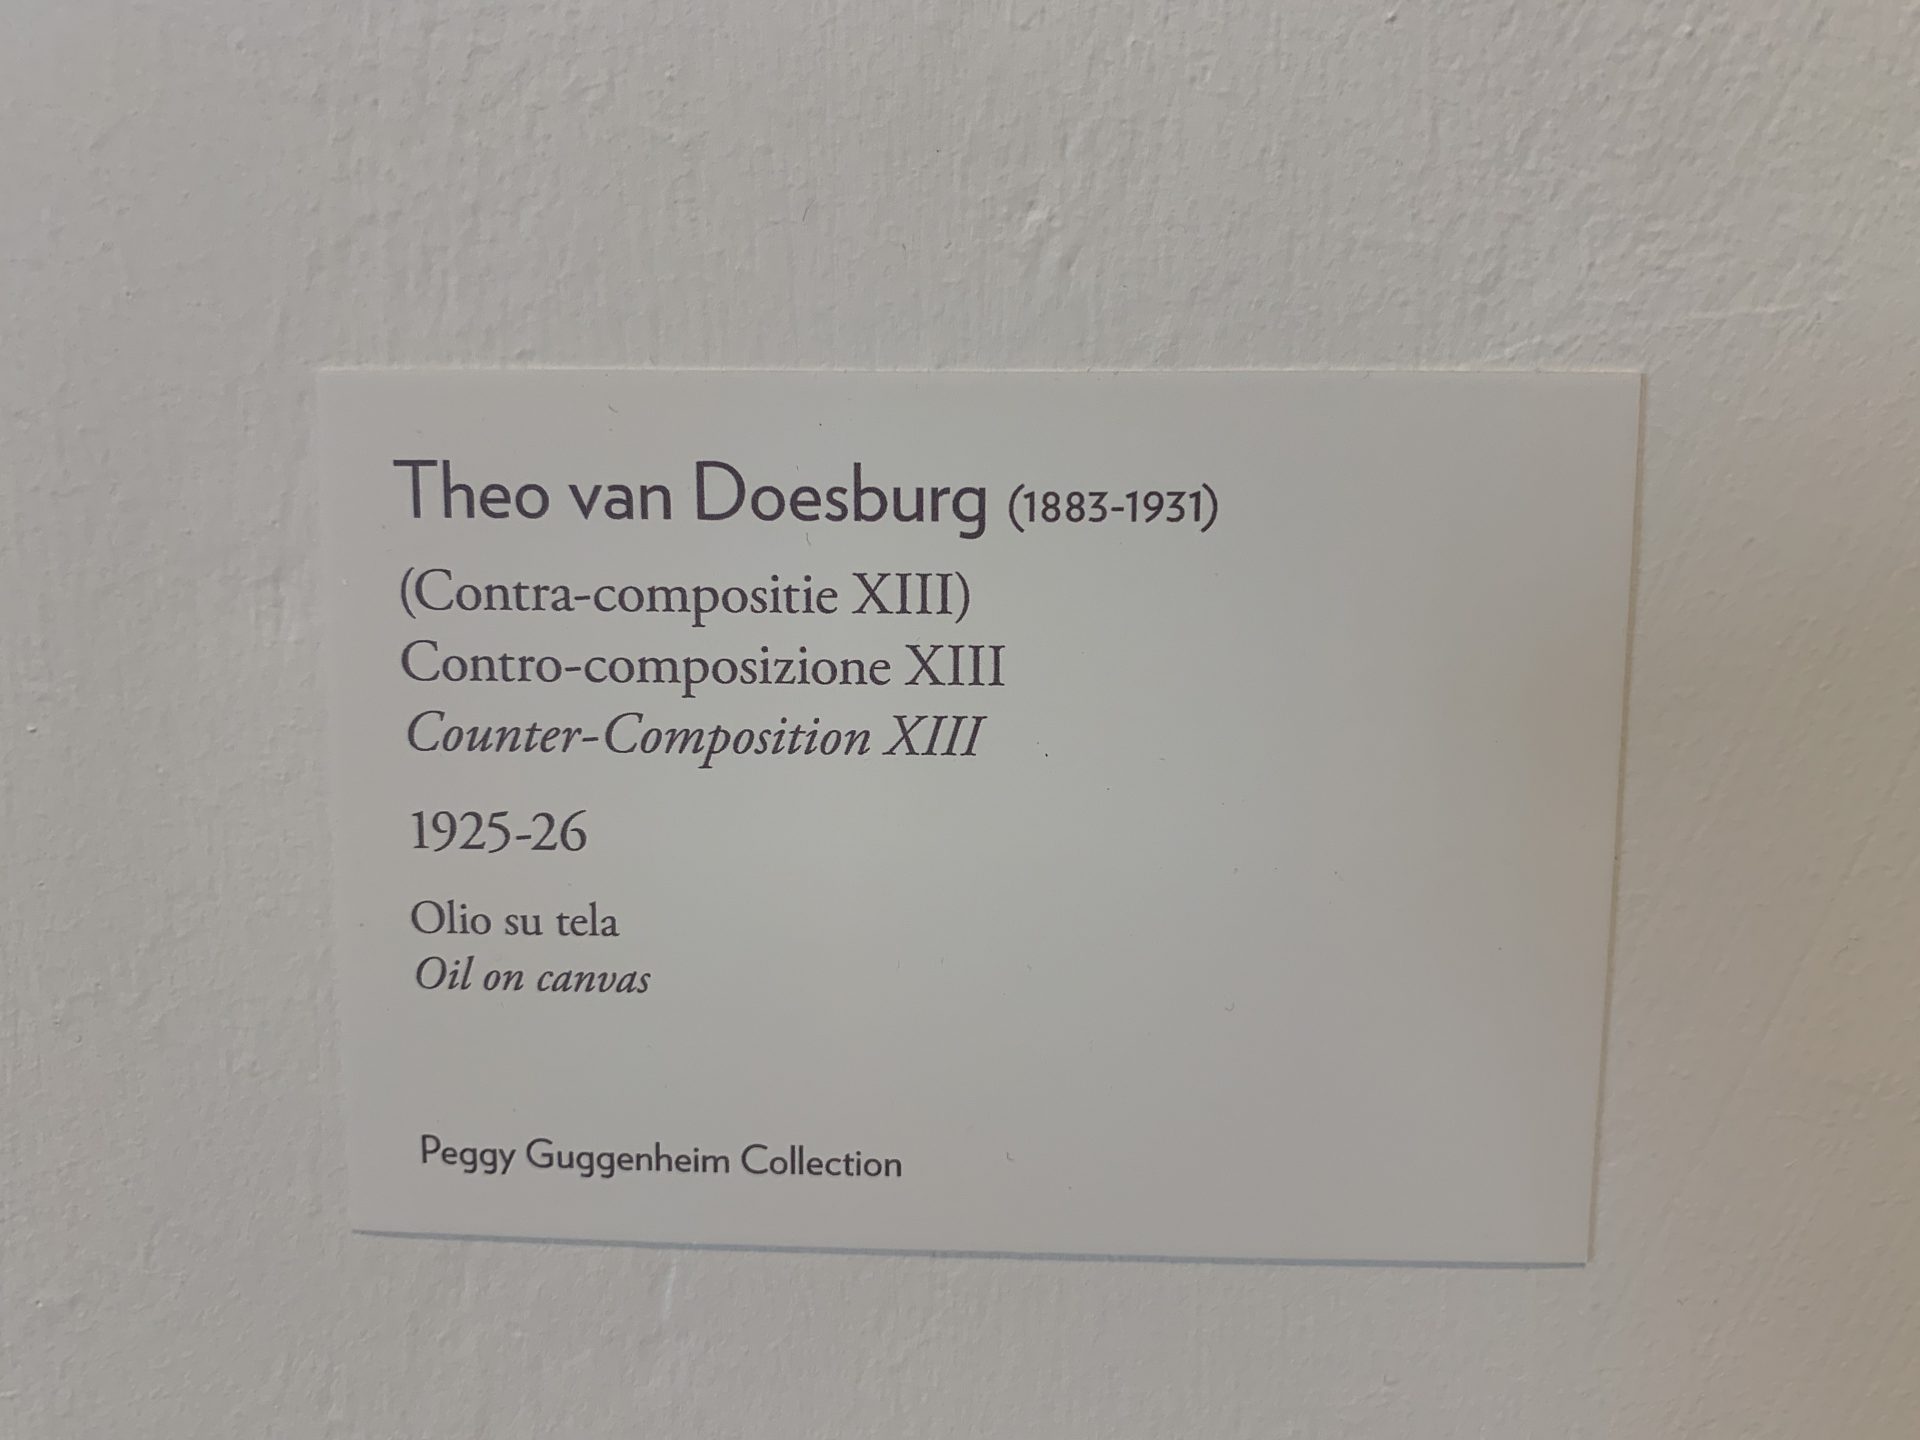 Theo van Doesburg (1883-1931)
(Contra-compositie XIII)
Contro-composizione XIII
Counter-Composition XIII
1925-26
Olio su tela
Oil on canvas
Peggy Guggenheim Collection